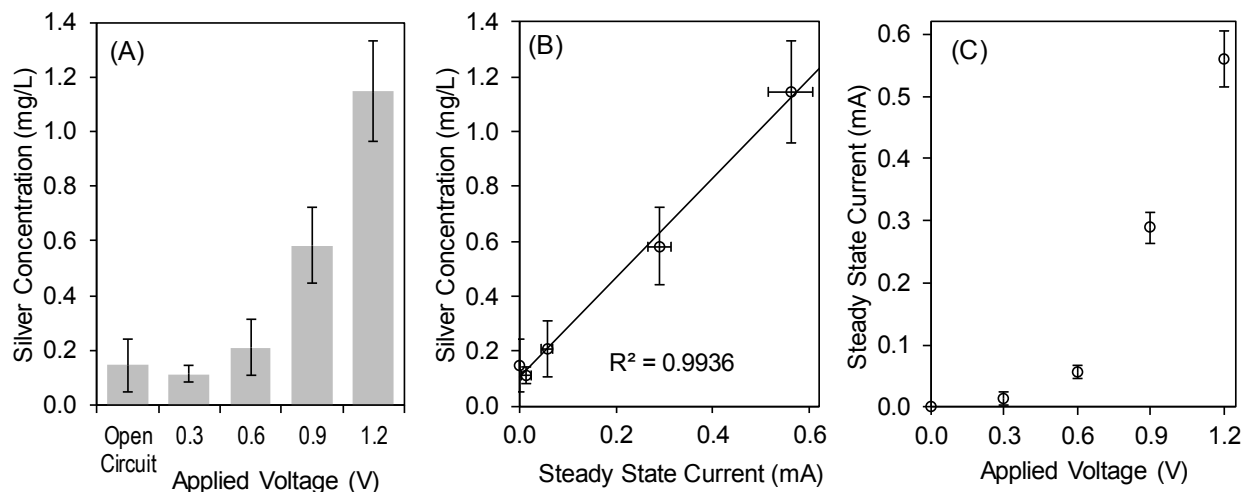 (A)
Silver Concentration (mg/L)
1.4
1.2
1.0
0.8
0.6
0.4
0.2
0.0
Open Circuit 0.3 0.6 0.9 1.2
Applied Voltage (V)
(B)
Silver Concentration (mg/L)
1.4
1.2
1.0
0.8
0.6
0.4
0.2
0.0
R² = 0.9936
0.0 0.2 0.4 0.6
Steady State Current (mA)
(C)
Steady State Current (mA)
0.6
0.5
0.4
0.3
0.2
0.1
0.0
0.0 0.3 0.6 0.9 1.2
Applied Voltage (V)